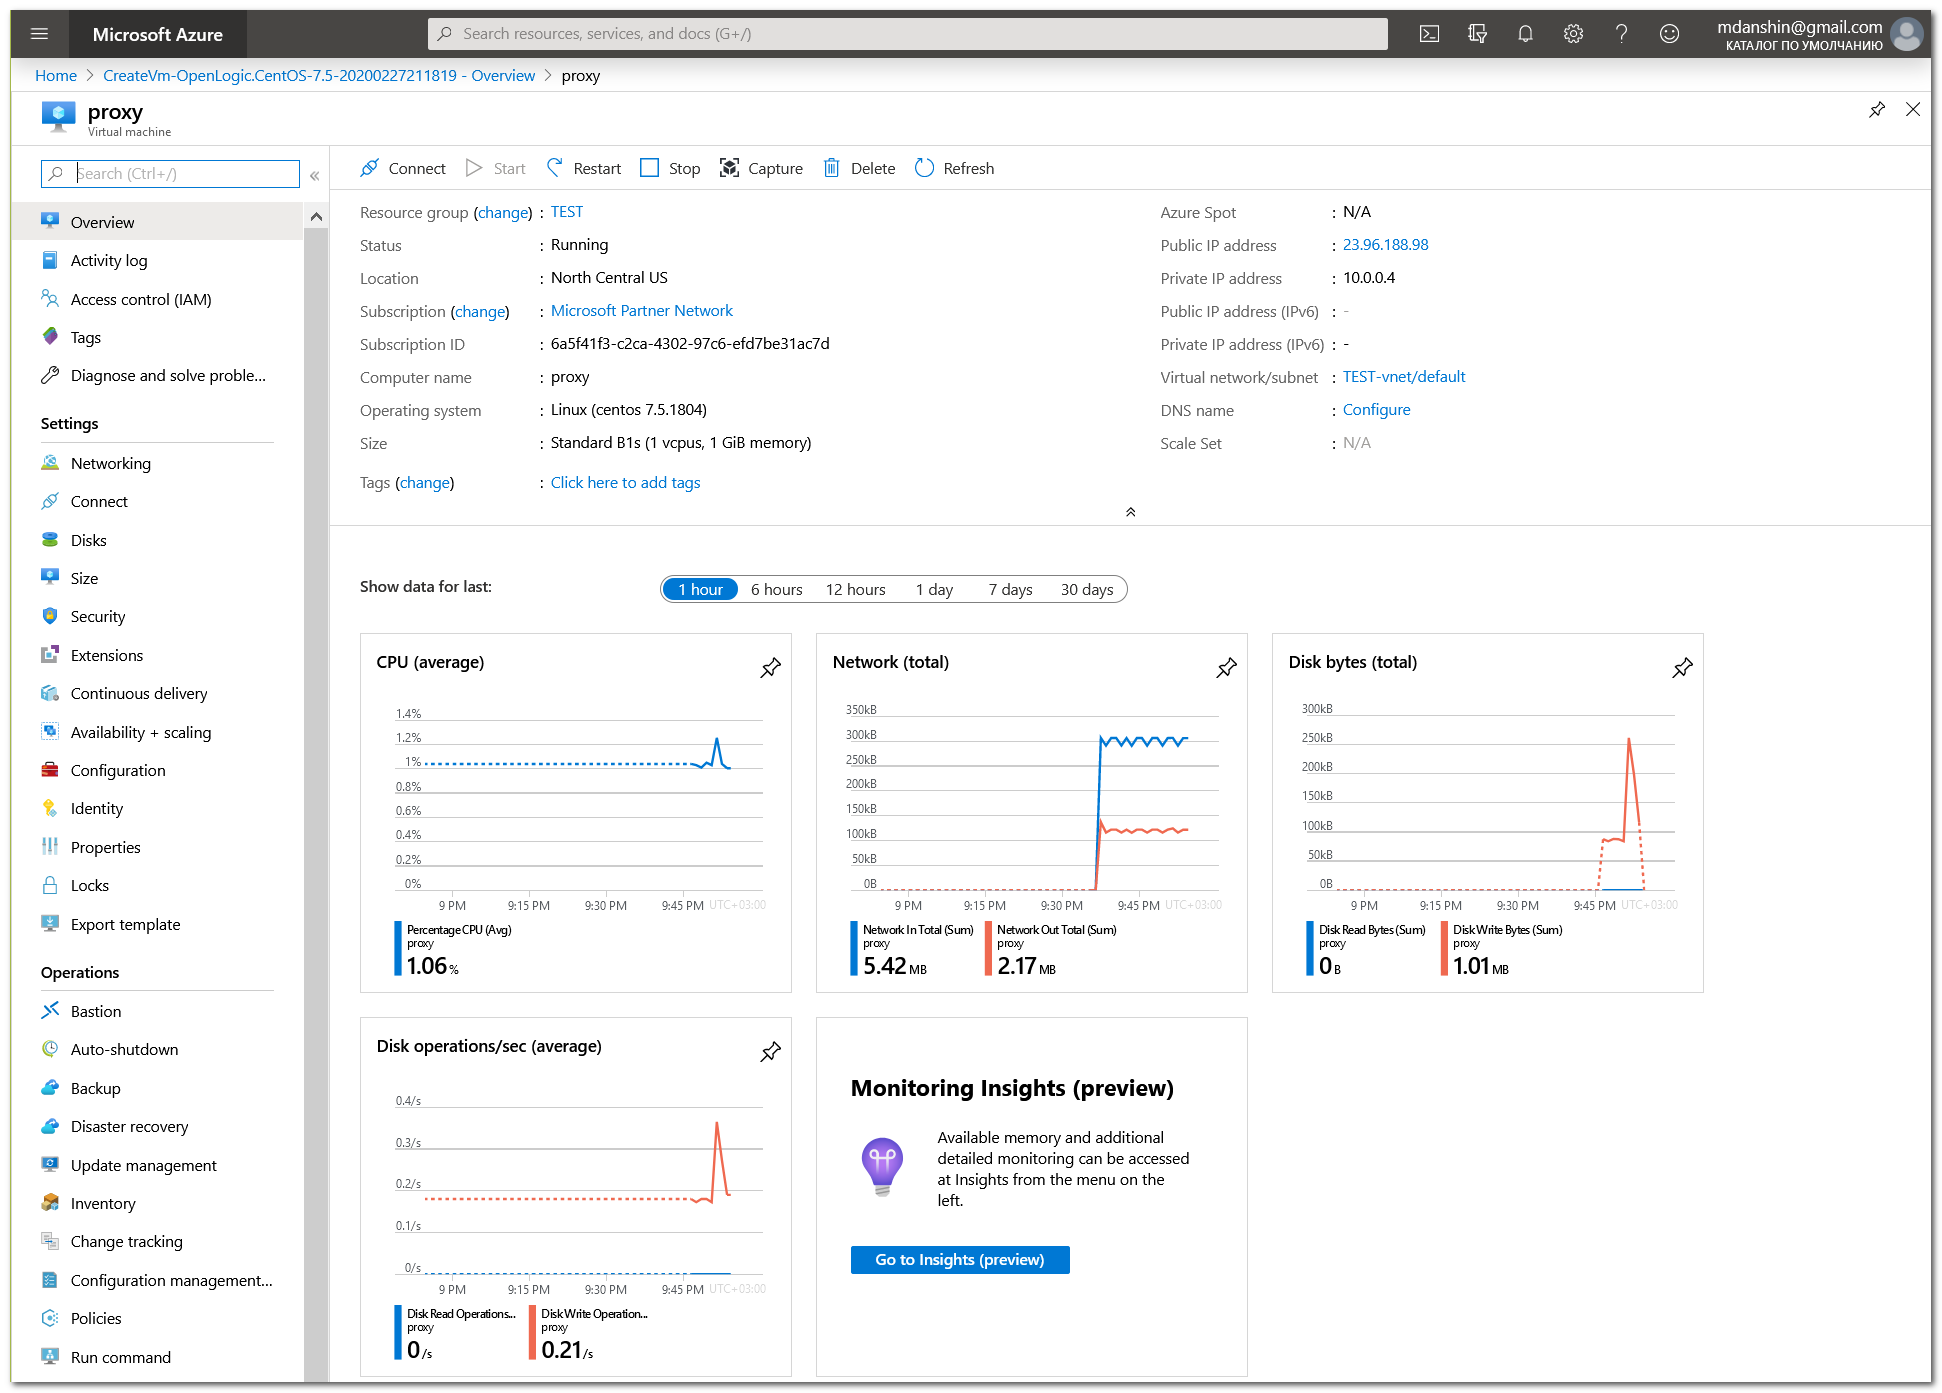 Microsoft Azure
Search resources, services, and docs (G+/)
mdanshin@gmail.com
КАТАЛОГ ПО УМОЛЧАНИЮ
Home > CreateVm-OpenLogic.CentOS-7.5-20200227211819 - Overview > proxy
proxy
Virtual machine
Search (Ctrl+/)
«
Overview
Activity log
Access control (IAM)
Tags
Diagnose and solve proble...
Settings
Networking
Connect
Disks
Size
Security
Extensions
Continuous delivery
Availability + scaling
Configuration
Identity
Properties
Locks
Export template
Operations
Bastion
Auto-shutdown
Backup
Disaster recovery
Update management
Inventory
Change tracking
Configuration management...
Policies
Run command
Connect Start Restart Stop Capture Delete Refresh
Resource group (change) : TEST
Status : Running
Location : North Central US
Subscription (change) : Microsoft Partner Network
Subscription ID : 6a5f41f3-c2ca-4302-97c6-efd7be31ac7d
Computer name : proxy
Operating system : Linux (centos 7.5.1804)
Size : Standard B1s (1 vcpus, 1 GiB memory)
Tags (change) : Click here to add tags
Azure Spot : N/A
Public IP address : 23.96.188.98
Private IP address : 10.0.0.4
Public IP address (IPv6) : -
Private IP address (IPv6) : -
Virtual network/subnet : TEST-vnet/default
DNS name : Configure
Scale Set : N/A
Show data for last: 1 hour 6 hours 12 hours 1 day 7 days 30 days
CPU (average)
1.4%
1.2%
1%
0.8%
0.6%
0.4%
0.2%
0%
9 PM 9:15 PM 9:30 PM 9:45 PM UTC+03:00
Percentage CPU (Avg)
proxy
1.06 %
Network (total)
350kB
300kB
250kB
200kB
150kB
100kB
50kB
0B
9 PM 9:15 PM 9:30 PM 9:45 PM UTC+03:00
Network In Total (Sum) Network Out Total (Sum)
proxy proxy
5.42 MB 2.17 MB
Disk bytes (total)
300kB
250kB
200kB
150kB
100kB
50kB
0B
9 PM 9:15 PM 9:30 PM 9:45 PM UTC+03:00
Disk Read Bytes (Sum) Disk Write Bytes (Sum)
proxy proxy
0 B 1.01 MB
Disk operations/sec (average)
0.4/s
0.3/s
0.2/s
0.1/s
0/s
9 PM 9:15 PM 9:30 PM 9:45 PM UTC+03:00
Disk Read Operations... Disk Write Operation...
proxy proxy
0 /s 0.21 /s
Monitoring Insights (preview)
Available memory and additional
detailed monitoring can be accessed
at Insights from the menu on the
left.
Go to Insights (preview)